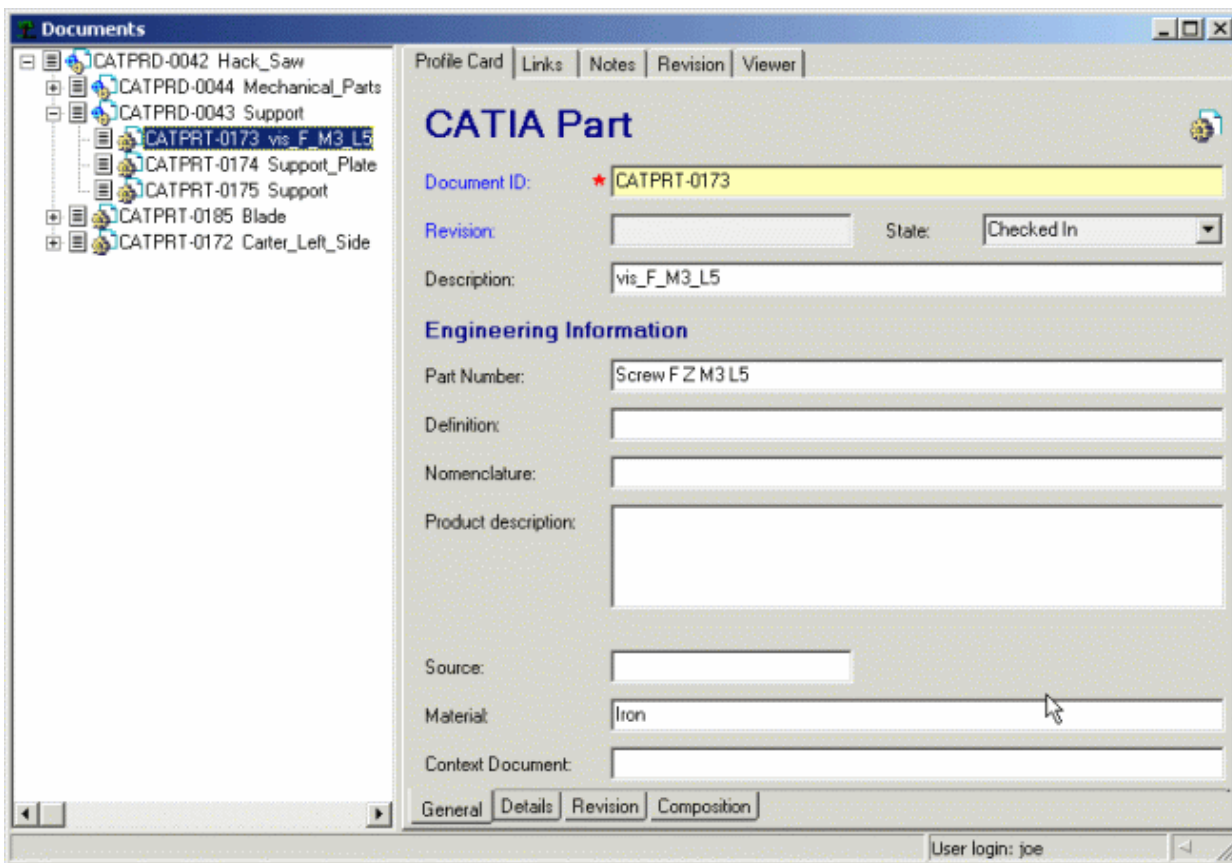 Documents
CATPRD-0042 Hack_Saw
CATPRD-0044 Mechanical_Parts
CATPRD-0043 Support
CATPRT-0173 vis_F_M3_L5
CATPRT-0174 Support_Plate
CATPRT-0175 Support
CATPRT-0185 Blade
CATPRT-0172 Carter_Left_Side
Profile Card Links Notes Revision Viewer
CATIA Part
Document ID: * CATPRT-0173
Revision: State: Checked In
Description: vis_F_M3_L5
Engineering Information
Part Number: Screw F Z M3 L5
Definition:
Nomenclature:
Product description:
Source:
Material: Iron
Context Document:
General Details Revision Composition
User login: joe